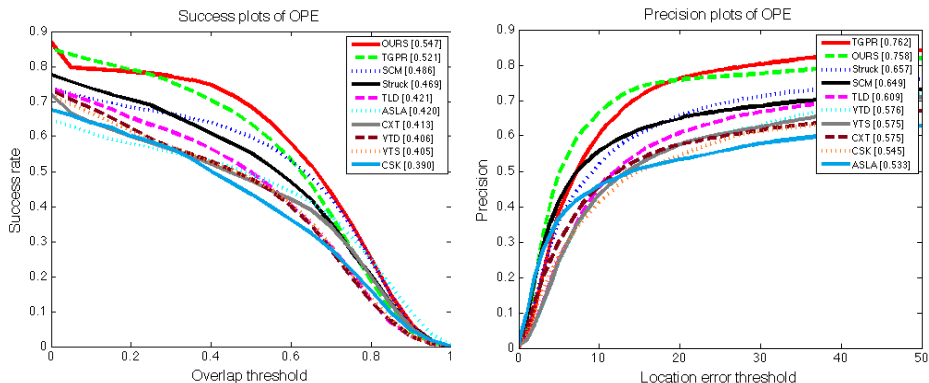 Success plots of OPE
0.9
0.8
0.7
0.6
0.5
0.4
0.3
0.2
0.1
0
Success rate
OURS [0.547]
TGPR [0.521]
SCM [0.486]
Struck [0.469]
TLD [0.421]
ASLA [0.420]
CXT [0.413]
YTD [0.406]
YTS [0.405]
CSK [0.390]
0 0.2 0.4 0.6 0.8 1
Overlap threshold
Precision plots of OPE
0.9
0.8
0.7
0.6
0.5
0.4
0.3
0.2
0.1
0
Precision
TGPR [0.762]
OURS [0.758]
Struck [0.657]
SCM [0.649]
TLD [0.609]
YTD [0.576]
YTS [0.575]
CXT [0.575]
CSK [0.545]
ASLA [0.533]
0 10 20 30 40 50
Location error threshold